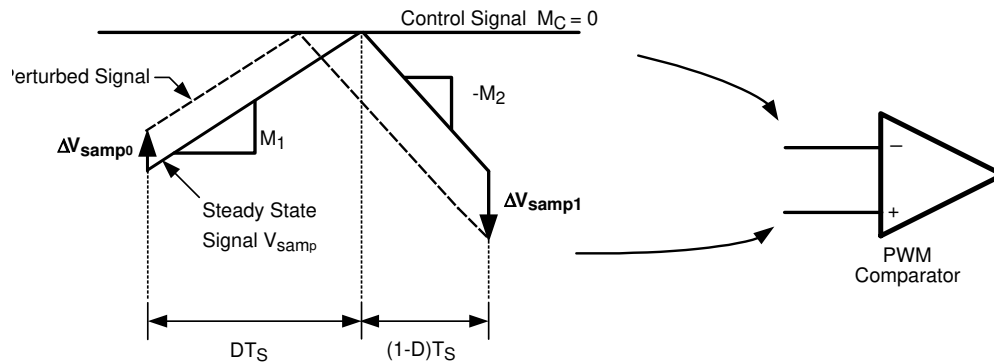 Control Signal M_C = 0
Perturbed Signal
-M_2
ΔV_samp0
M_1
ΔV_samp1
Steady State
Signal V_samp
−
+
PWM
Comparator
DT_S
(1-D)T_S